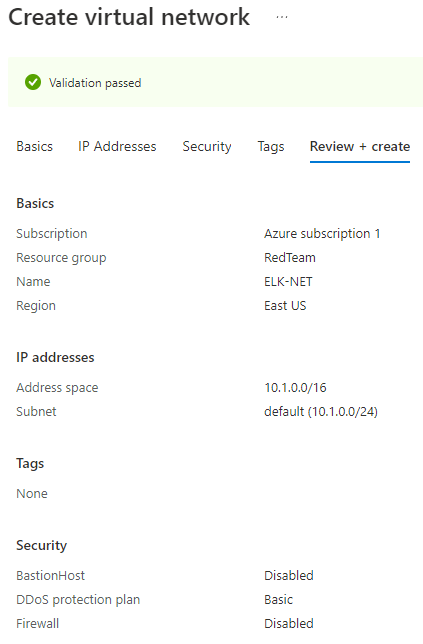 Create virtual network ...
Validation passed
Basics IP Addresses Security Tags Review + create
Basics
Subscription Azure subscription 1
Resource group RedTeam
Name ELK-NET
Region East US
IP addresses
Address space 10.1.0.0/16
Subnet default (10.1.0.0/24)
Tags
None
Security
BastionHost Disabled
DDoS protection plan Basic
Firewall Disabled